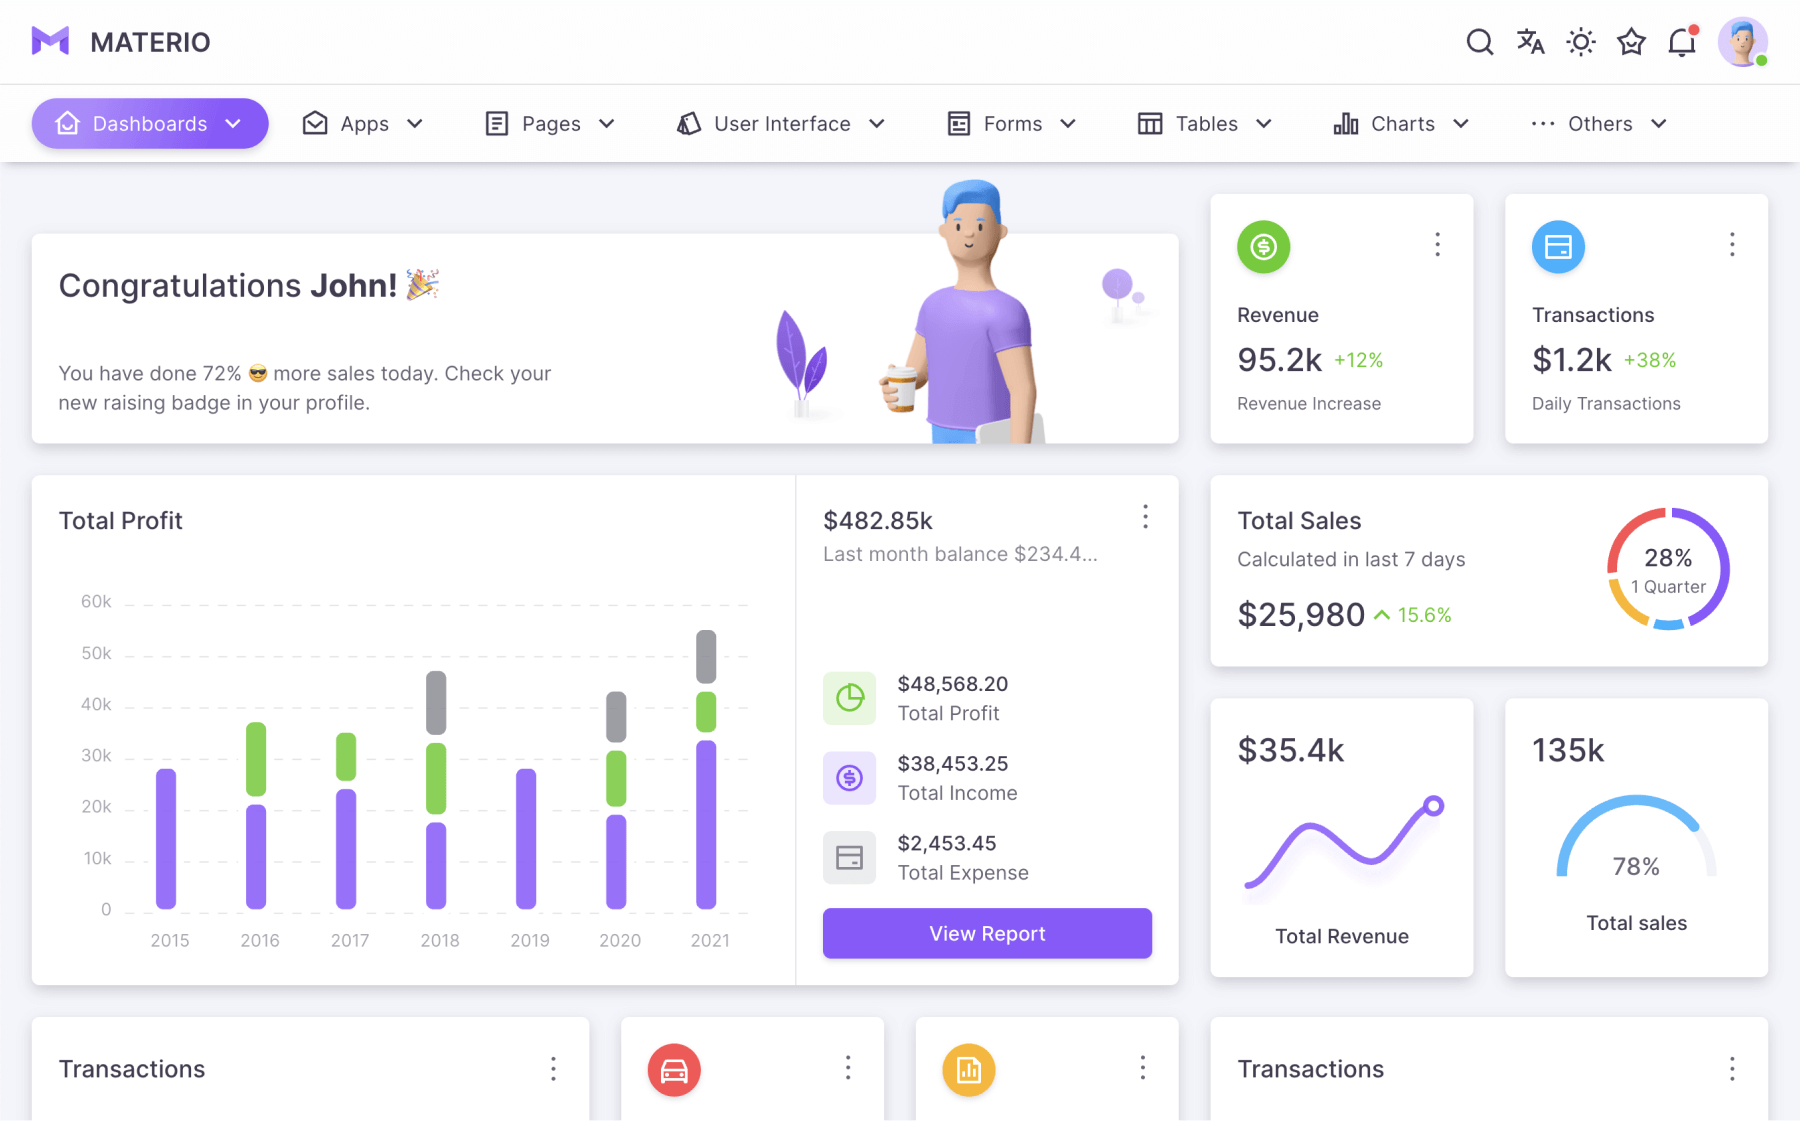 MATERIO
Dashboards
Apps
Pages
User Interface
Forms
Tables
Charts
Others
Congratulations John! 🎉
You have done 72% 😎 more sales today. Check your
new raising badge in your profile.
Revenue
95.2k +12%
Revenue Increase
Transactions
$1.2k +38%
Daily Transactions
Total Profit
60k
50k
40k
30k
20k
10k
0
2015 2016 2017 2018 2019 2020 2021
$482.85k
Last month balance $234.4...
$48,568.20
Total Profit
$38,453.25
Total Income
$2,453.45
Total Expense
View Report
Total Sales
Calculated in last 7 days
$25,980 15.6%
28%
1 Quarter
$35.4k
Total Revenue
135k
78%
Total sales
Transactions
Transactions